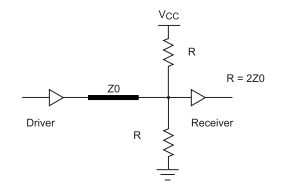 VCC
R
R = 2Z0
Z0
Driver
Receiver
R